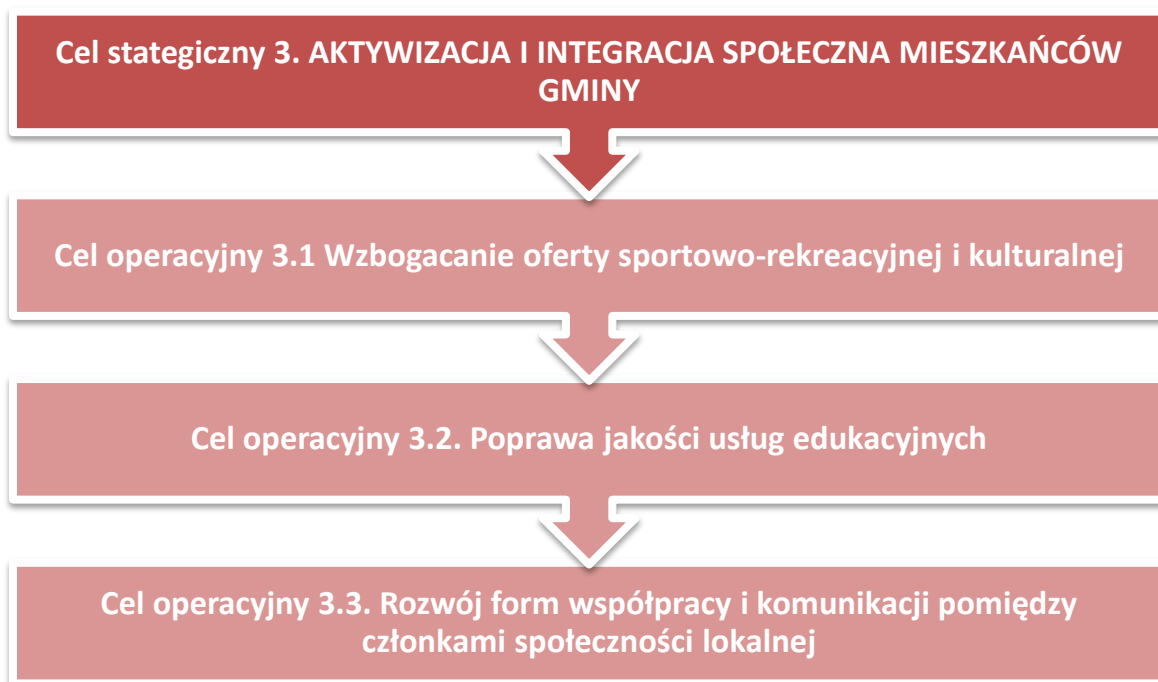 Cel stategiczny 3. AKTYWIZACJA I INTEGRACJA SPOŁECZNA MIESZKAŃCÓW
GMINY
Cel operacyjny 3.1 Wzbogacanie oferty sportowo-rekreacyjnej i kulturalnej
Cel operacyjny 3.2. Poprawa jakości usług edukacyjnych
Cel operacyjny 3.3. Rozwój form współpracy i komunikacji pomiędzy
członkami społeczności lokalnej